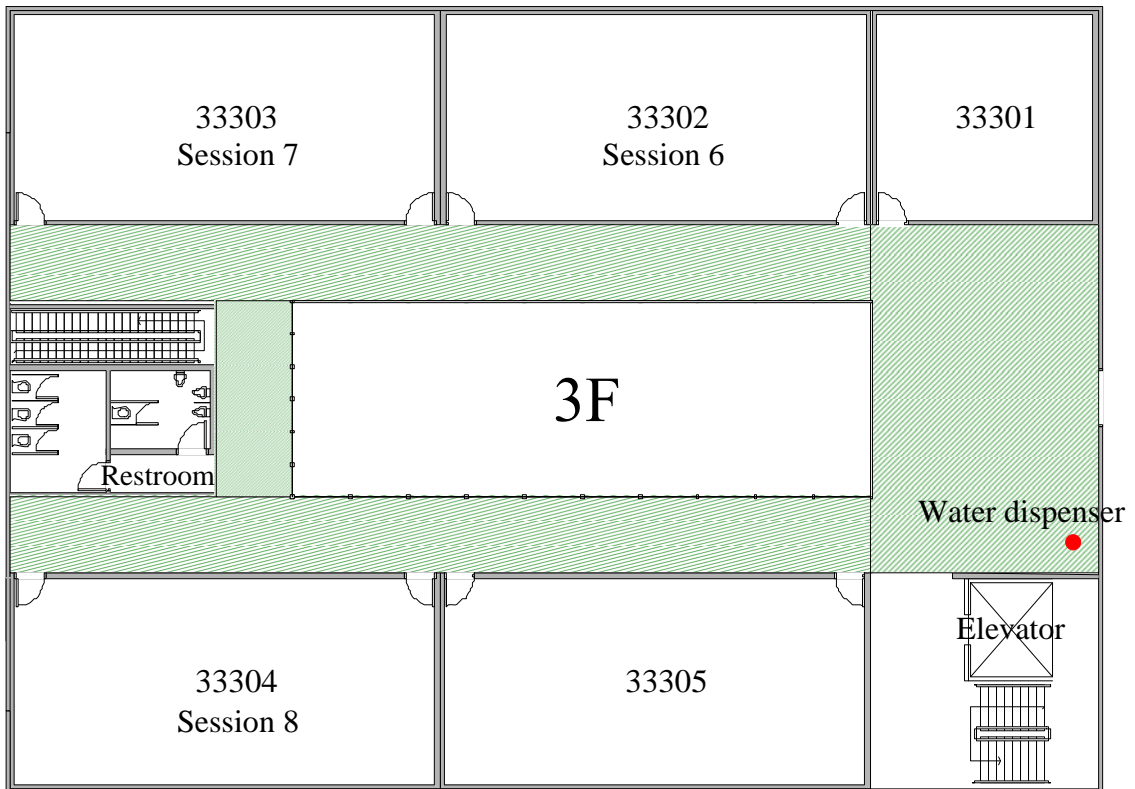 33303
Session 7
33302
Session 6
33301
3F
Restroom
Water dispenser
Elevator
33304
Session 8
33305